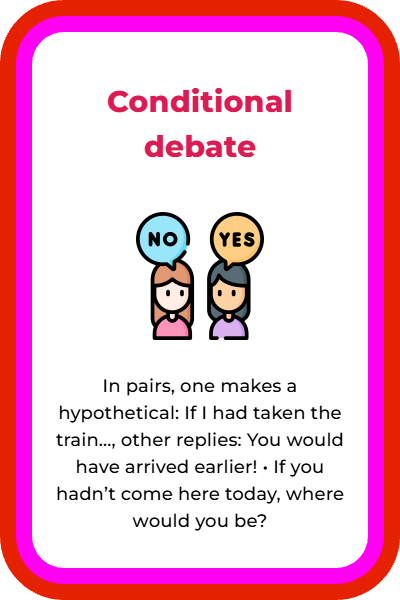 Conditional
debate
NO
YES
In pairs, one makes a
hypothetical: If I had taken the
train..., other replies: You would
have arrived earlier! • If you
hadn’t come here today, where
would you be?